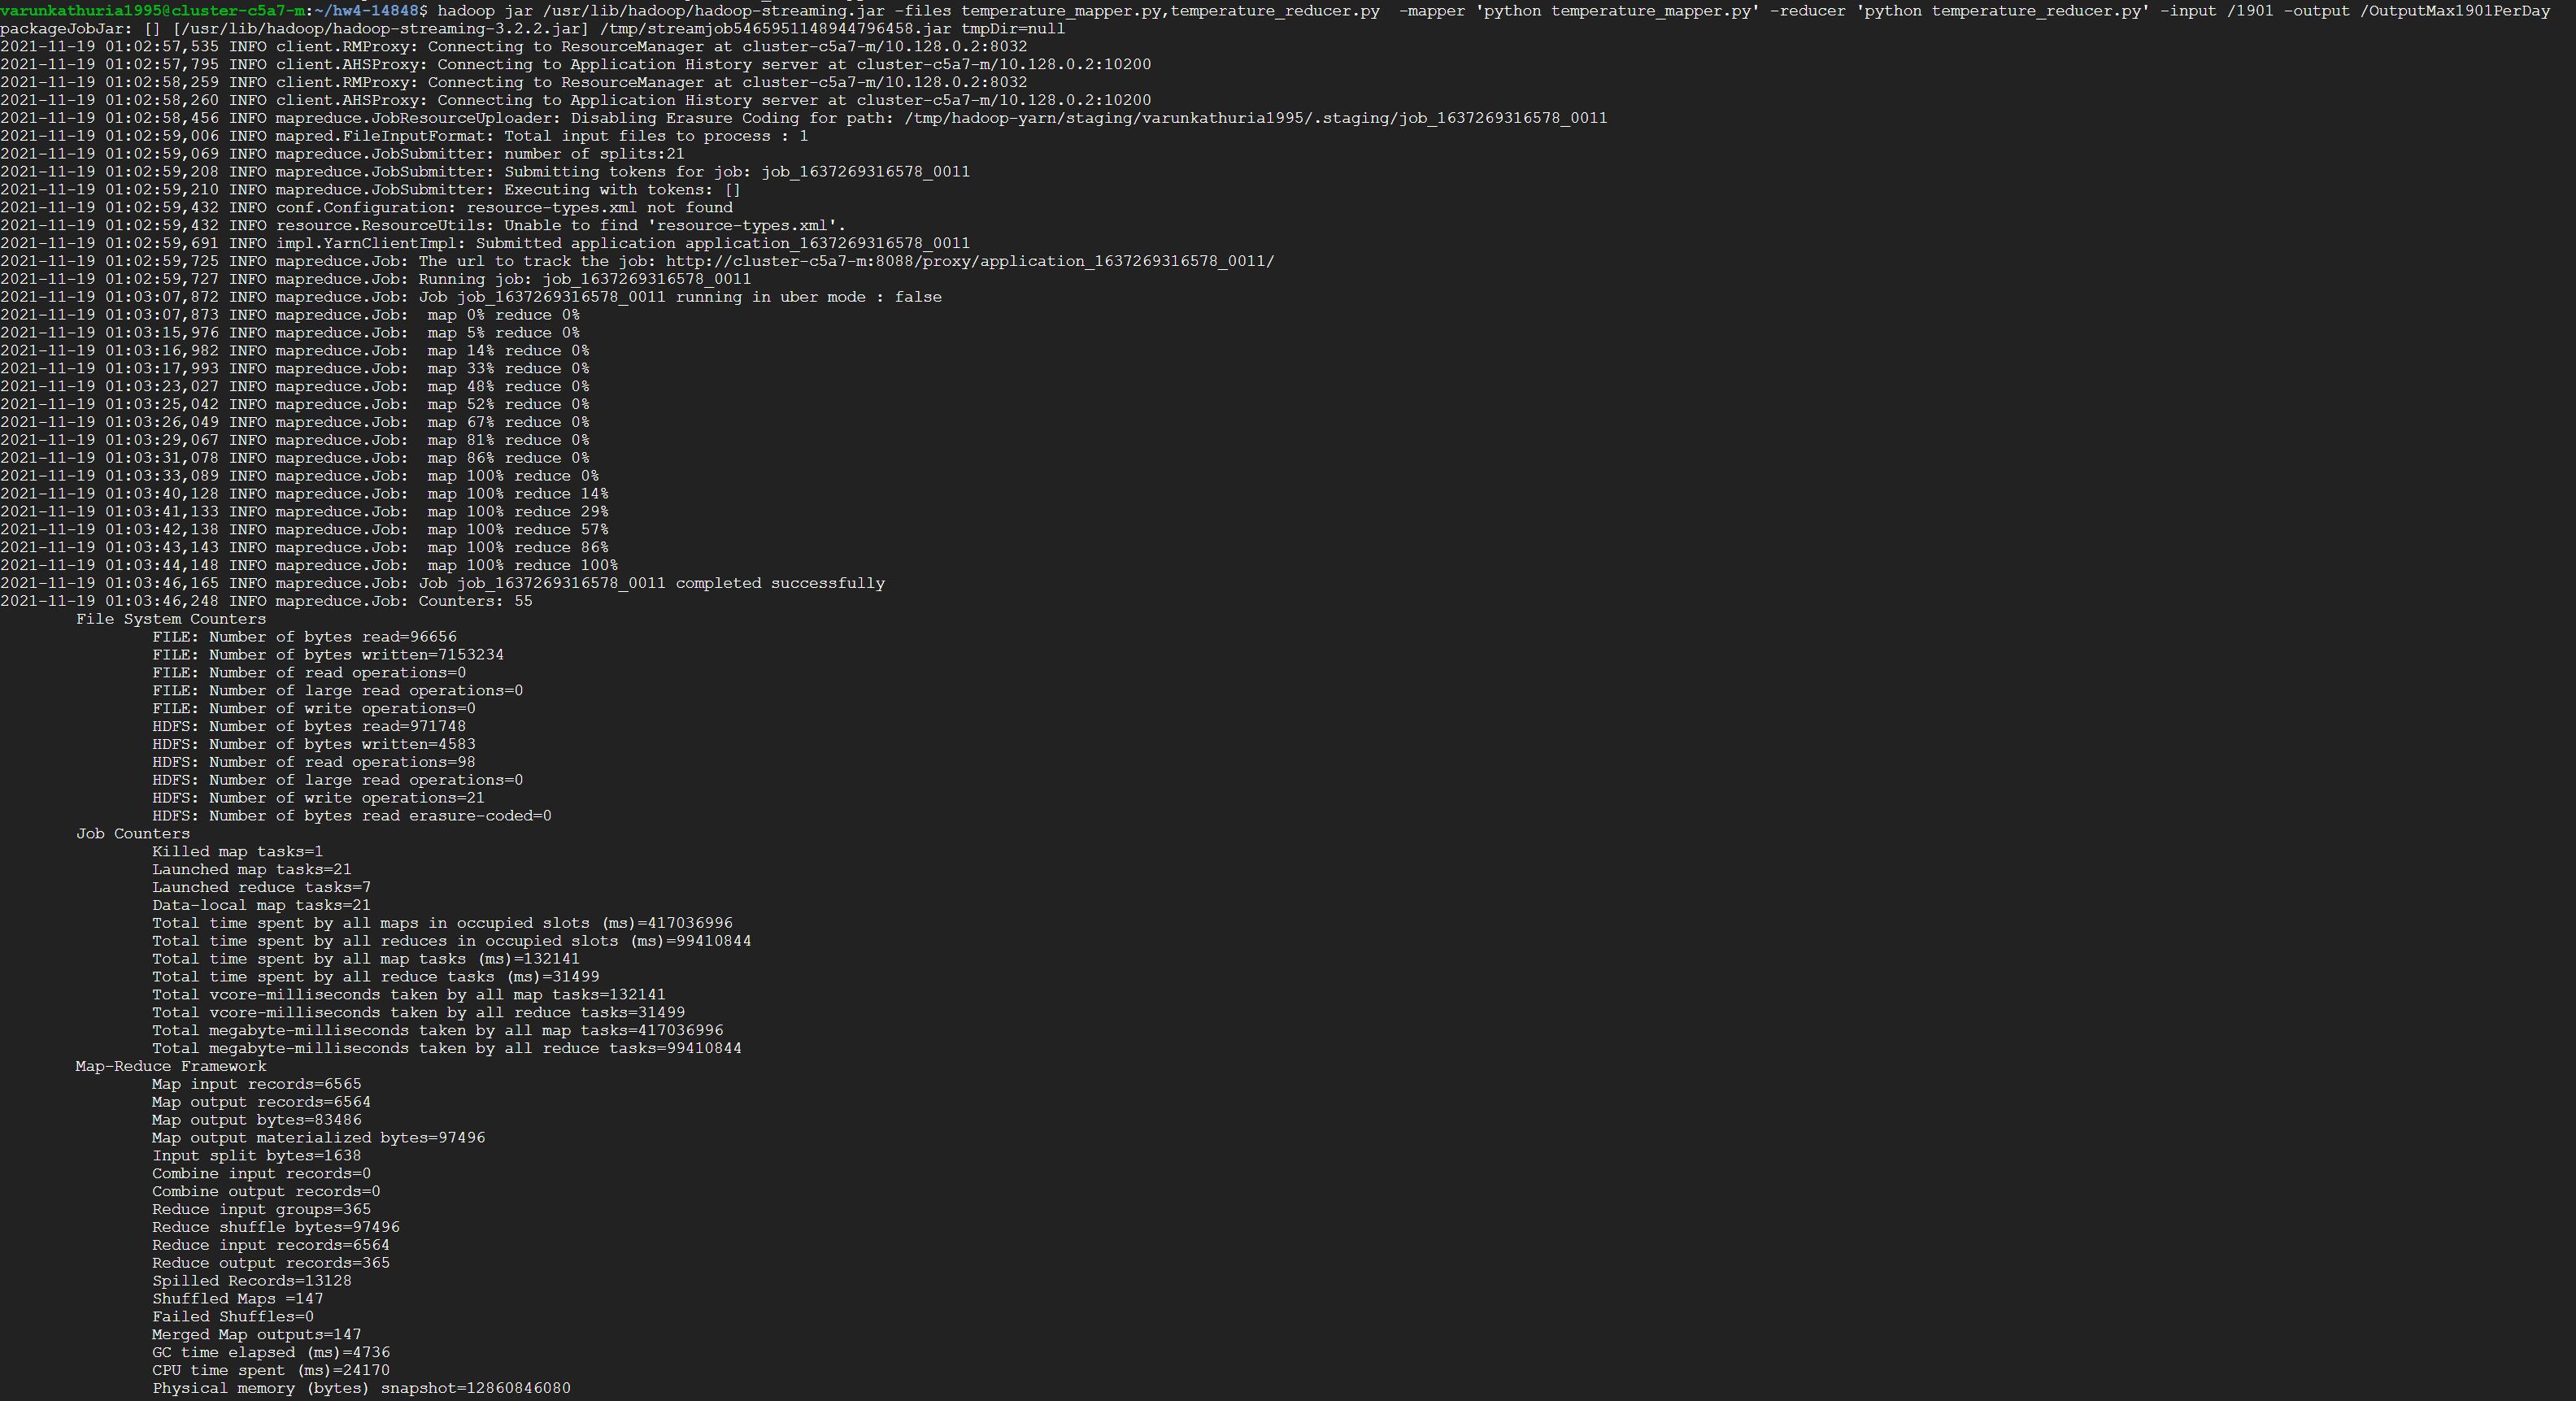 varunkathuria1995@cluster-c5a7-m:~/hw4-14848$ hadoop jar /usr/lib/hadoop/hadoop-streaming.jar -files temperature_mapper.py,temperature_reducer.py  -mapper 'python temperature_mapper.py' -reducer 'python temperature_reducer.py' -input /1901 -output /OutputMax1901PerDay
packageJobJar: [] [/usr/lib/hadoop/hadoop-streaming-3.2.2.jar] /tmp/streamjob5465951148944796458.jar tmpDir=null
2021-11-19 01:02:57,535 INFO client.RMProxy: Connecting to ResourceManager at cluster-c5a7-m/10.128.0.2:8032
2021-11-19 01:02:57,795 INFO client.AHSProxy: Connecting to Application History server at cluster-c5a7-m/10.128.0.2:10200
2021-11-19 01:02:58,259 INFO client.RMProxy: Connecting to ResourceManager at cluster-c5a7-m/10.128.0.2:8032
2021-11-19 01:02:58,260 INFO client.AHSProxy: Connecting to Application History server at cluster-c5a7-m/10.128.0.2:10200
2021-11-19 01:02:58,456 INFO mapreduce.JobResourceUploader: Disabling Erasure Coding for path: /tmp/hadoop-yarn/staging/varunkathuria1995/.staging/job_1637269316578_0011
2021-11-19 01:02:59,006 INFO mapred.FileInputFormat: Total input files to process : 1
2021-11-19 01:02:59,069 INFO mapreduce.JobSubmitter: number of splits:21
2021-11-19 01:02:59,208 INFO mapreduce.JobSubmitter: Submitting tokens for job: job_1637269316578_0011
2021-11-19 01:02:59,210 INFO mapreduce.JobSubmitter: Executing with tokens: []
2021-11-19 01:02:59,432 INFO conf.Configuration: resource-types.xml not found
2021-11-19 01:02:59,432 INFO resource.ResourceUtils: Unable to find 'resource-types.xml'.
2021-11-19 01:02:59,691 INFO impl.YarnClientImpl: Submitted application application_1637269316578_0011
2021-11-19 01:02:59,725 INFO mapreduce.Job: The url to track the job: http://cluster-c5a7-m:8088/proxy/application_1637269316578_0011/
2021-11-19 01:02:59,727 INFO mapreduce.Job: Running job: job_1637269316578_0011
2021-11-19 01:03:07,872 INFO mapreduce.Job: Job job_1637269316578_0011 running in uber mode : false
2021-11-19 01:03:07,873 INFO mapreduce.Job:  map 0% reduce 0%
2021-11-19 01:03:15,976 INFO mapreduce.Job:  map 5% reduce 0%
2021-11-19 01:03:16,982 INFO mapreduce.Job:  map 14% reduce 0%
2021-11-19 01:03:17,993 INFO mapreduce.Job:  map 33% reduce 0%
2021-11-19 01:03:23,027 INFO mapreduce.Job:  map 48% reduce 0%
2021-11-19 01:03:25,042 INFO mapreduce.Job:  map 52% reduce 0%
2021-11-19 01:03:26,049 INFO mapreduce.Job:  map 67% reduce 0%
2021-11-19 01:03:29,067 INFO mapreduce.Job:  map 81% reduce 0%
2021-11-19 01:03:31,078 INFO mapreduce.Job:  map 86% reduce 0%
2021-11-19 01:03:33,089 INFO mapreduce.Job:  map 100% reduce 0%
2021-11-19 01:03:40,128 INFO mapreduce.Job:  map 100% reduce 14%
2021-11-19 01:03:41,133 INFO mapreduce.Job:  map 100% reduce 29%
2021-11-19 01:03:42,138 INFO mapreduce.Job:  map 100% reduce 57%
2021-11-19 01:03:43,143 INFO mapreduce.Job:  map 100% reduce 86%
2021-11-19 01:03:44,148 INFO mapreduce.Job:  map 100% reduce 100%
2021-11-19 01:03:46,165 INFO mapreduce.Job: Job job_1637269316578_0011 completed successfully
2021-11-19 01:03:46,248 INFO mapreduce.Job: Counters: 55
File System Counters
FILE: Number of bytes read=96656
FILE: Number of bytes written=7153234
FILE: Number of read operations=0
FILE: Number of large read operations=0
FILE: Number of write operations=0
HDFS: Number of bytes read=971748
HDFS: Number of bytes written=4583
HDFS: Number of read operations=98
HDFS: Number of large read operations=0
HDFS: Number of write operations=21
HDFS: Number of bytes read erasure-coded=0
Job Counters
Killed map tasks=1
Launched map tasks=21
Launched reduce tasks=7
Data-local map tasks=21
Total time spent by all maps in occupied slots (ms)=417036996
Total time spent by all reduces in occupied slots (ms)=99410844
Total time spent by all map tasks (ms)=132141
Total time spent by all reduce tasks (ms)=31499
Total vcore-milliseconds taken by all map tasks=132141
Total vcore-milliseconds taken by all reduce tasks=31499
Total megabyte-milliseconds taken by all map tasks=417036996
Total megabyte-milliseconds taken by all reduce tasks=99410844
Map-Reduce Framework
Map input records=6565
Map output records=6564
Map output bytes=83486
Map output materialized bytes=97496
Input split bytes=1638
Combine input records=0
Combine output records=0
Reduce input groups=365
Reduce shuffle bytes=97496
Reduce input records=6564
Reduce output records=365
Spilled Records=13128
Shuffled Maps =147
Failed Shuffles=0
Merged Map outputs=147
GC time elapsed (ms)=4736
CPU time spent (ms)=24170
Physical memory (bytes) snapshot=12860846080